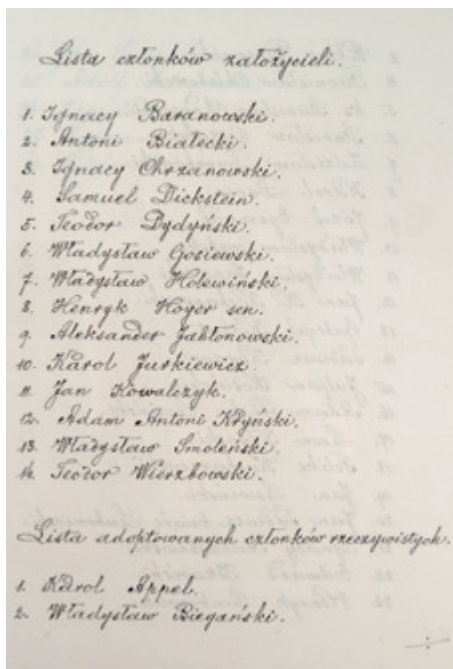 Lista członków założycieli.
1. Ignacy Baranowski.
2. Antoni Białecki.
3. Ignacy Chrzanowski.
4. Samuel Dickstein.
5. Teodor Dydyński.
6. Władysław Gosiewski.
7. Władysław Holewiński.
8. Henryk Hoyer sen.
9. Aleksander Jabłonowski.
10. Karol Jurkiewicz.
11. Jan Kowalczyk.
12. Adam Antoni Kryński.
13. Władysław Smoleński.
14. Teodor Wierzbowski.
Lista adoptowanych członków rzeczywistych.
1. Karol Appel.
2. Władysław Biegański.